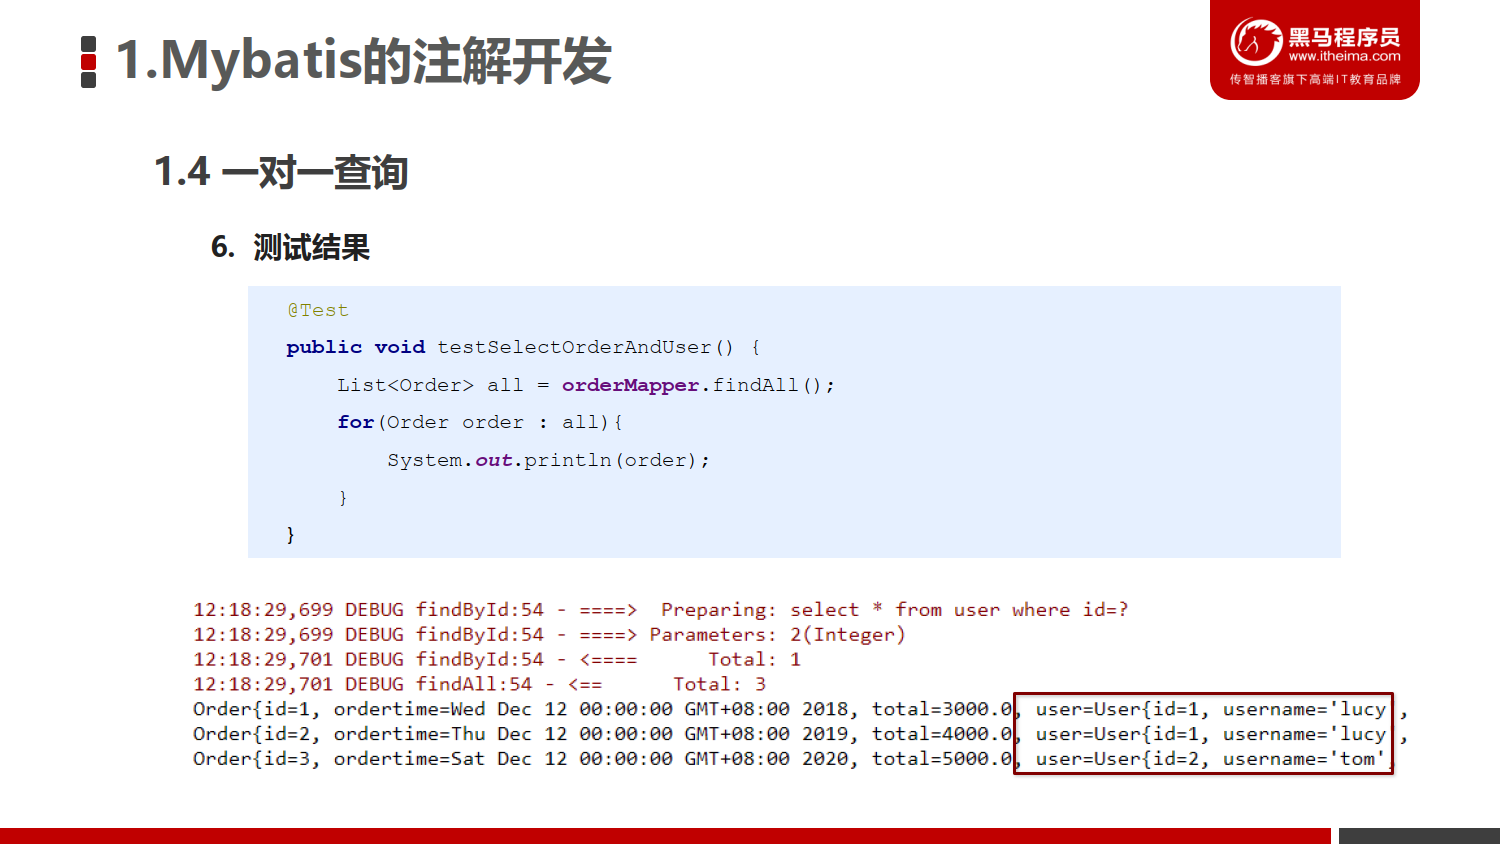 1.Mybatis的注解开发
黑马程序员
www.itheima.com
传智播客旗下高端IT教育品牌
1.4 一对一查询
6. 测试结果
@Test
public void testSelectOrderAndUser() {
    List<Order> all = orderMapper.findAll();
    for(Order order : all){
        System.out.println(order);
    }
}
12:18:29,699 DEBUG findById:54 - ====>  Preparing: select * from user where id=?
12:18:29,699 DEBUG findById:54 - ====> Parameters: 2(Integer)
12:18:29,701 DEBUG findById:54 - <====      Total: 1
12:18:29,701 DEBUG findAll:54 - <==      Total: 3
Order{id=1, ordertime=Wed Dec 12 00:00:00 GMT+08:00 2018, total=3000.0, user=User{id=1, username='lucy',
Order{id=2, ordertime=Thu Dec 12 00:00:00 GMT+08:00 2019, total=4000.0, user=User{id=1, username='lucy',
Order{id=3, ordertime=Sat Dec 12 00:00:00 GMT+08:00 2020, total=5000.0, user=User{id=2, username='tom',